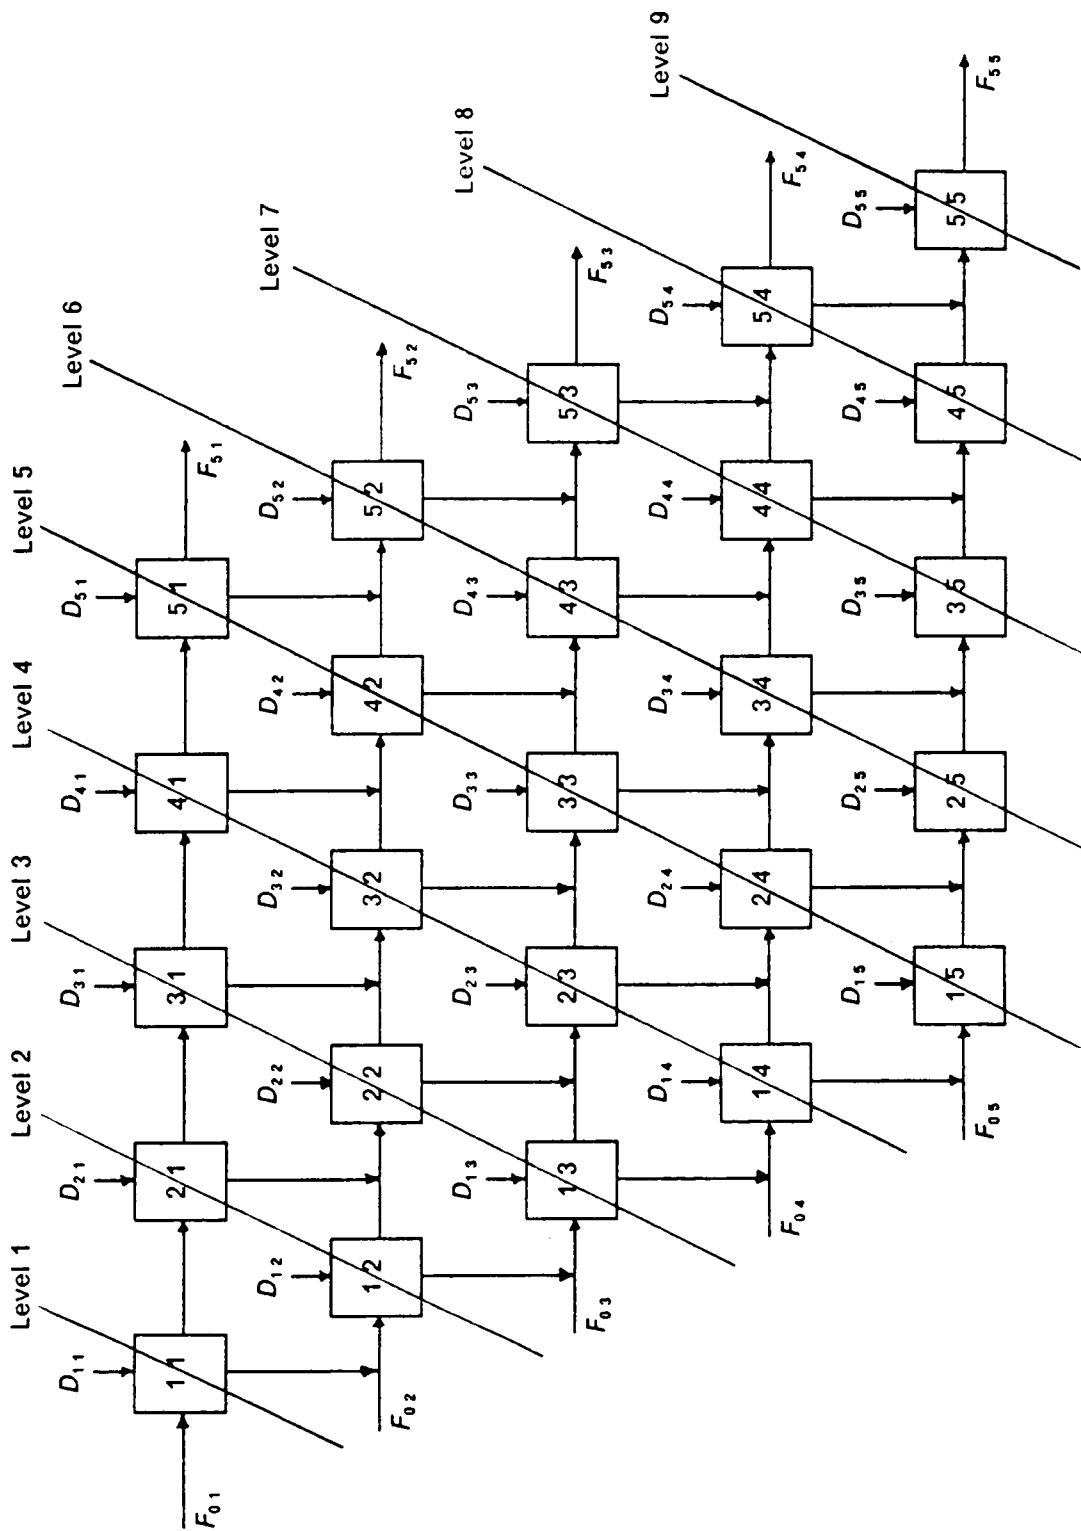 Level 1
Level 2
Level 3
Level 4
Level 5
Level 6
D11
D21
D31
D41
D51
1 1
2 1
3 1
4 1
5 1
F01
F51
Level 7
D12
D22
D32
D42
D52
1 2
2 2
3 2
4 2
5 2
F02
F52
Level 8
D13
D23
D33
D43
D53
1 3
2 3
3 3
4 3
5 3
F03
F53
Level 9
D14
D24
D34
D44
D54
1 4
2 4
3 4
4 4
5 4
F04
F54
D15
D25
D35
D45
D55
1 5
2 5
3 5
4 5
5 5
F05
F55